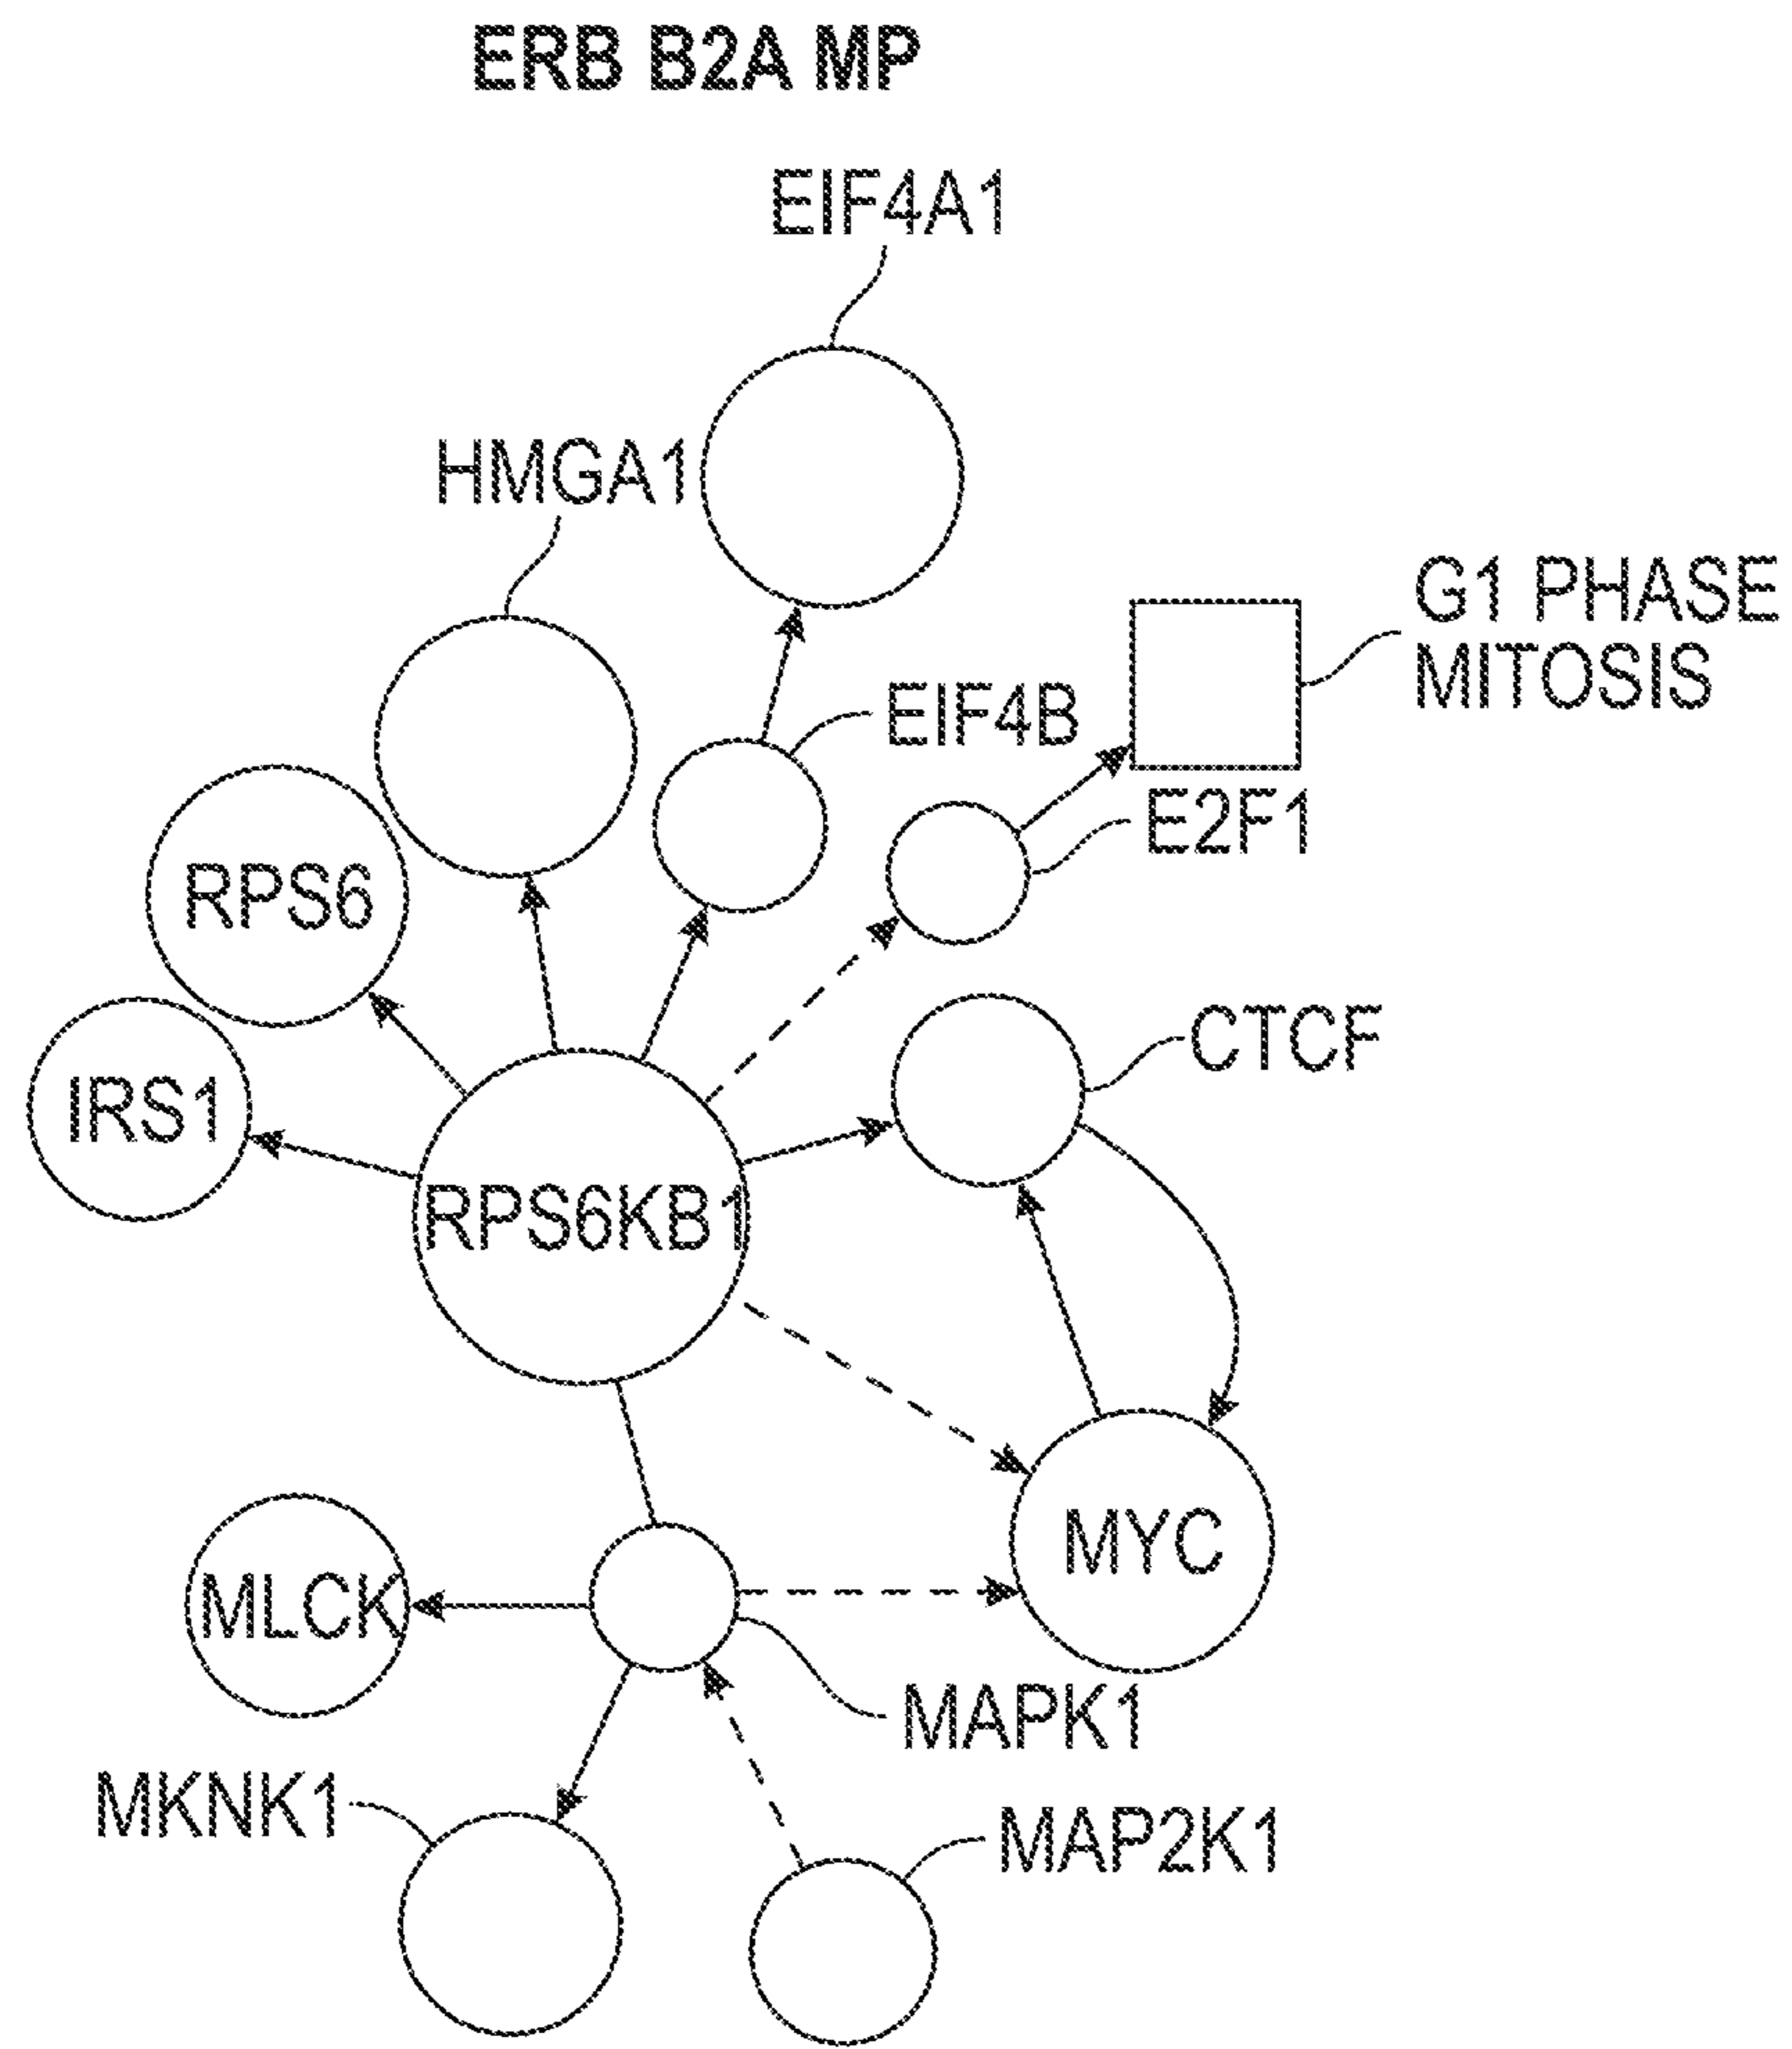 ERB B2A MP
EIF4A1
HMGA1
G1 PHASE
MITOSIS
EIF4B
E2F1
RPS6
CTCF
IRS1
RPS6KB1
MYC
MLCK
MAPK1
MKNK1
MAP2K1